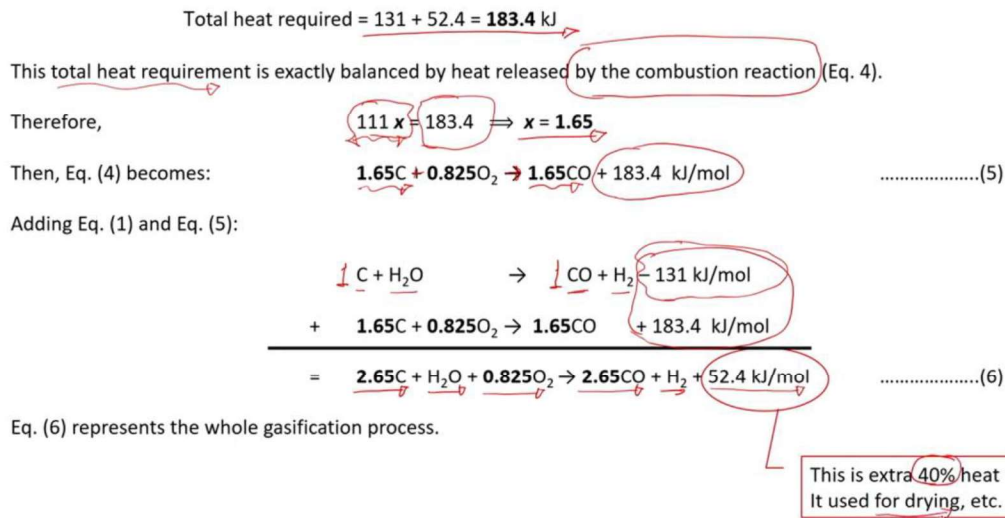 Total heat required = 131 + 52.4 = 183.4 kJ
This total heat requirement is exactly balanced by heat released by the combustion reaction (Eq. 4).
Therefore, 111 x = 183.4 ⟹ x = 1.65
Then, Eq. (4) becomes: 1.65C + 0.825O₂ → 1.65CO + 183.4 kJ/mol ....................(5)
Adding Eq. (1) and Eq. (5):
1 C + H₂O → 1 CO + H₂ – 131 kJ/mol
+ 1.65C + 0.825O₂ → 1.65CO + 183.4 kJ/mol
= 2.65C + H₂O + 0.825O₂ → 2.65CO + H₂ + 52.4 kJ/mol ....................(6)
Eq. (6) represents the whole gasification process.
This is extra 40% heat
It used for drying, etc.